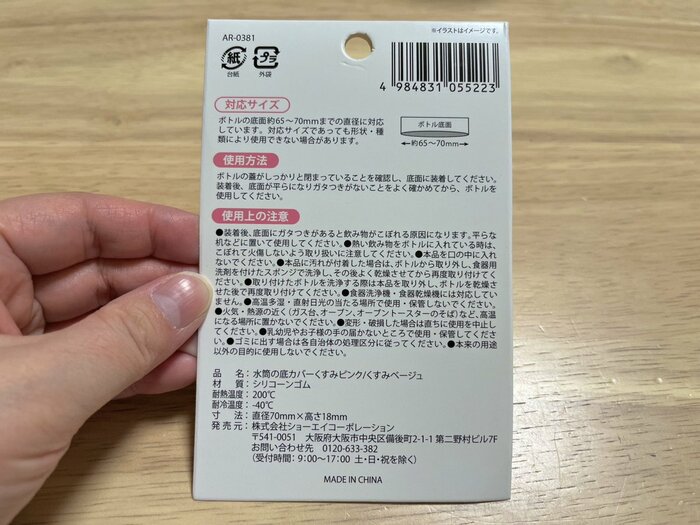 AR-0381
※イラストはイメージです。
紙
台紙
プラ
外袋
4 984831 055223
対応サイズ
ボトルの底面約65〜70mmまでの直径に対応
しています。対応サイズであっても形状・種
類により使用できない場合があります。
ボトル底面
約65〜70mm
使用方法
ボトルの蓋がしっかりと閉まっていることを確認し、底面に装着してください。
装着後、底面が平らになりガタつきがないことをよく確かめてから、ボトルを
使用してください。
使用上の注意
●装着後、底面にガタつきがあると飲み物がこぼれる原因になります。平らな
机などに置いて使用してください。●熱い飲み物をボトルに入れている時は、
こぼれて火傷しないよう取り扱いに注意してください。●本品を口の中に入れ
ないでください。●本品に汚れが付着した場合は、ボトルから取り外し、食器用
洗剤を付けたスポンジで洗浄し、その後よく乾燥させてから再度取り付けてくだ
さい。●取り付けたボトルを洗浄する際は本品を取り外し、ボトルを乾燥さ
せた後で再度取り付けてください。●食器洗浄機・食器乾燥機には対応してい
ません。●高温多湿・直射日光の当たる場所で使用・保管しないでください。
●火気・熱源の近く(ガス台、オーブン、オーブントースターのそば)など、高温
になる場所に置かないでください。●変形・破損した場合は直ちに使用を中止し
てください。●乳幼児やお子様の手の届かないところで使用・保管してくださ
い。●ゴミに出す場合は各自治体の処理区分に従ってください。●本来の用途
以外の目的に使用しないでください。
品 名:水筒の底カバーくすみピンク/くすみベージュ
材 質:シリコーンゴム
耐熱温度:200℃
耐冷温度:-40℃
寸 法:直径70mm×高さ18mm
発 売 元:株式会社ショーエイコーポレーション
〒541-0051 大阪府大阪市中央区備後町2-1-1 第二野村ビル7F
お問い合わせ先 0120-633-382
(受付時間:9:00〜17:00 土・日・祝を除く)
MADE IN CHINA